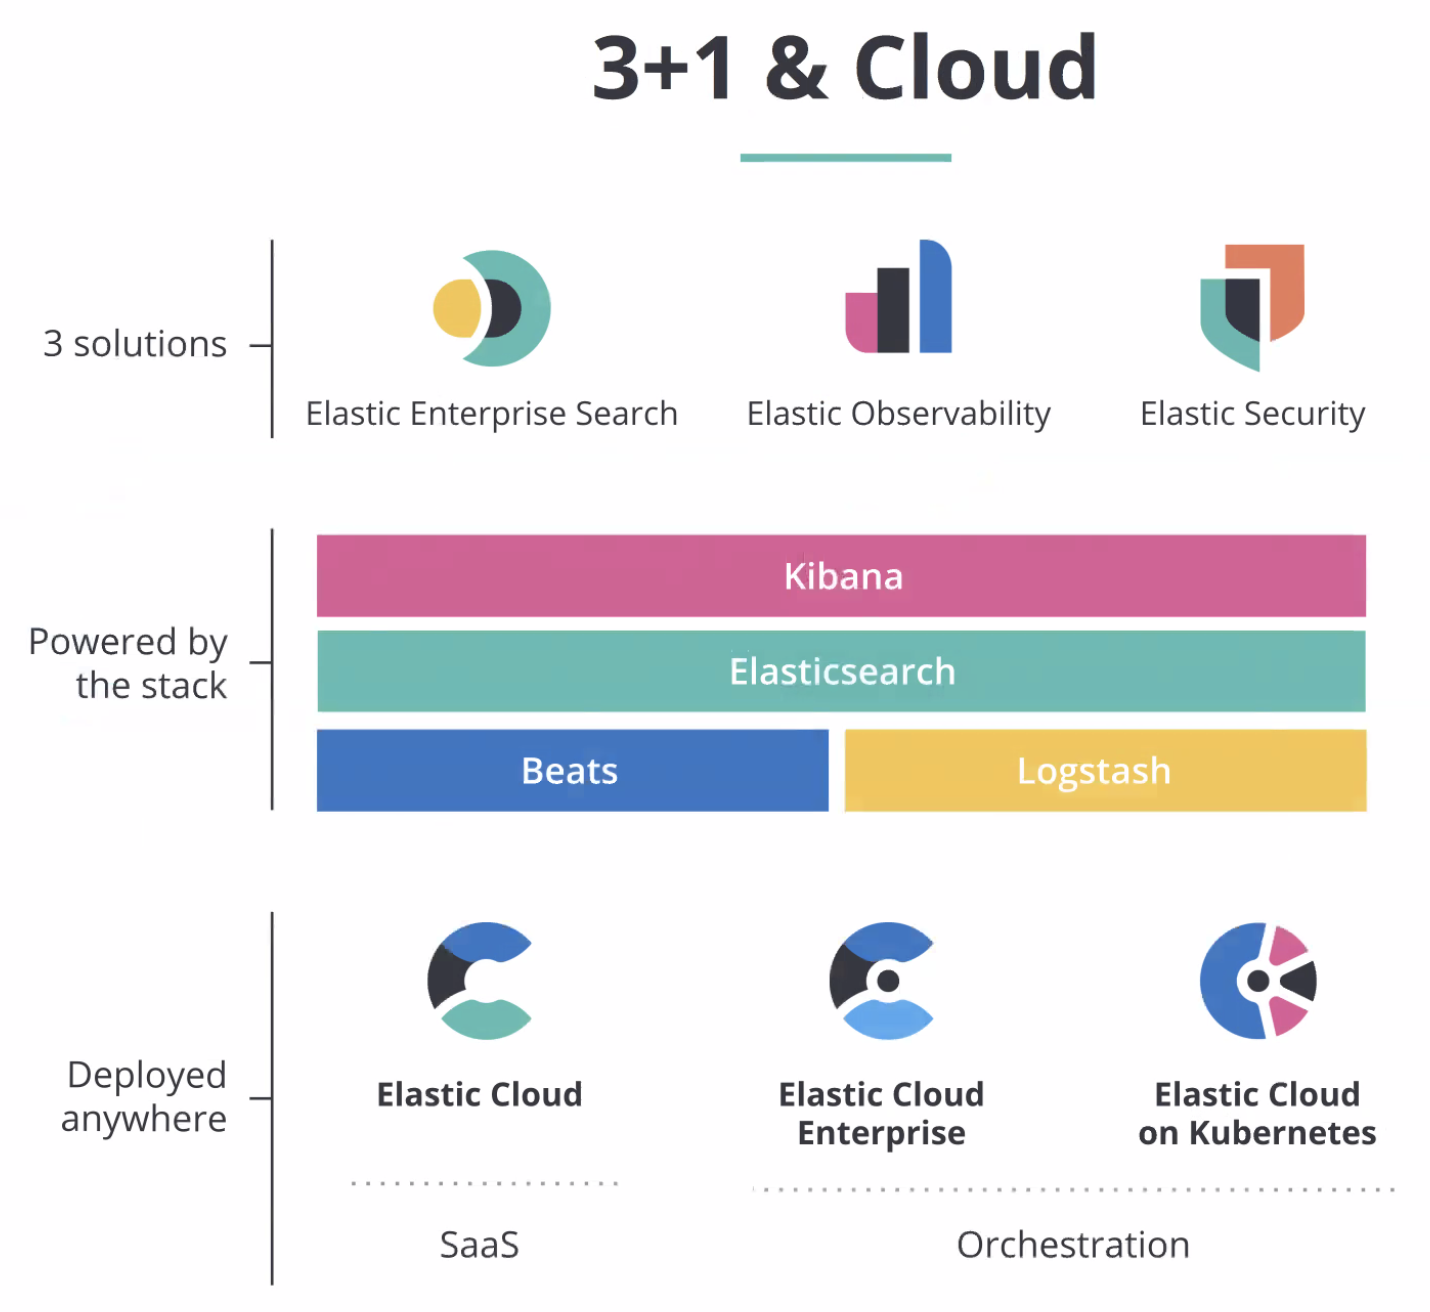 3+1 & Cloud
3 solutions
Elastic Enterprise Search
Elastic Observability
Elastic Security
Powered by
the stack
Kibana
Elasticsearch
Beats
Logstash
Deployed
anywhere
Elastic Cloud
Elastic Cloud
Enterprise
Elastic Cloud
on Kubernetes
SaaS
Orchestration